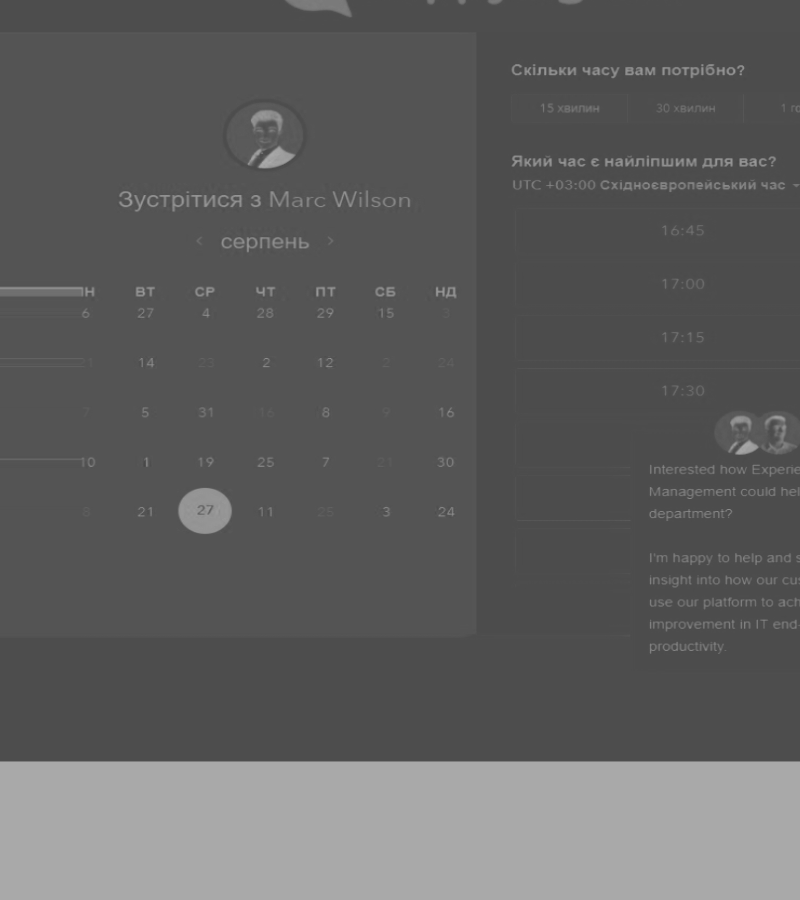 Зустрітися з Marc Wilson
< серпень >
Н ВТ СР ЧТ ПТ СБ НД
6 27 4 28 29 15 3
14 23 2 12 2 24
7 5 31 16 8 9 16
10 1 19 25 7 21 30
8 21 27 11 23 3 24
Скільки часу вам потрібно?
15 хвилин 30 хвилин 1
Який час є найліпшим для вас?
UTC +03:00 Східноєвропейський час
16:45
17:00
17:15
17:30
Interested how Experie
Management could hel
department?
I'm happy to help and s
insight into how our cus
use our platform to ach
improvement in IT end-
productivity.